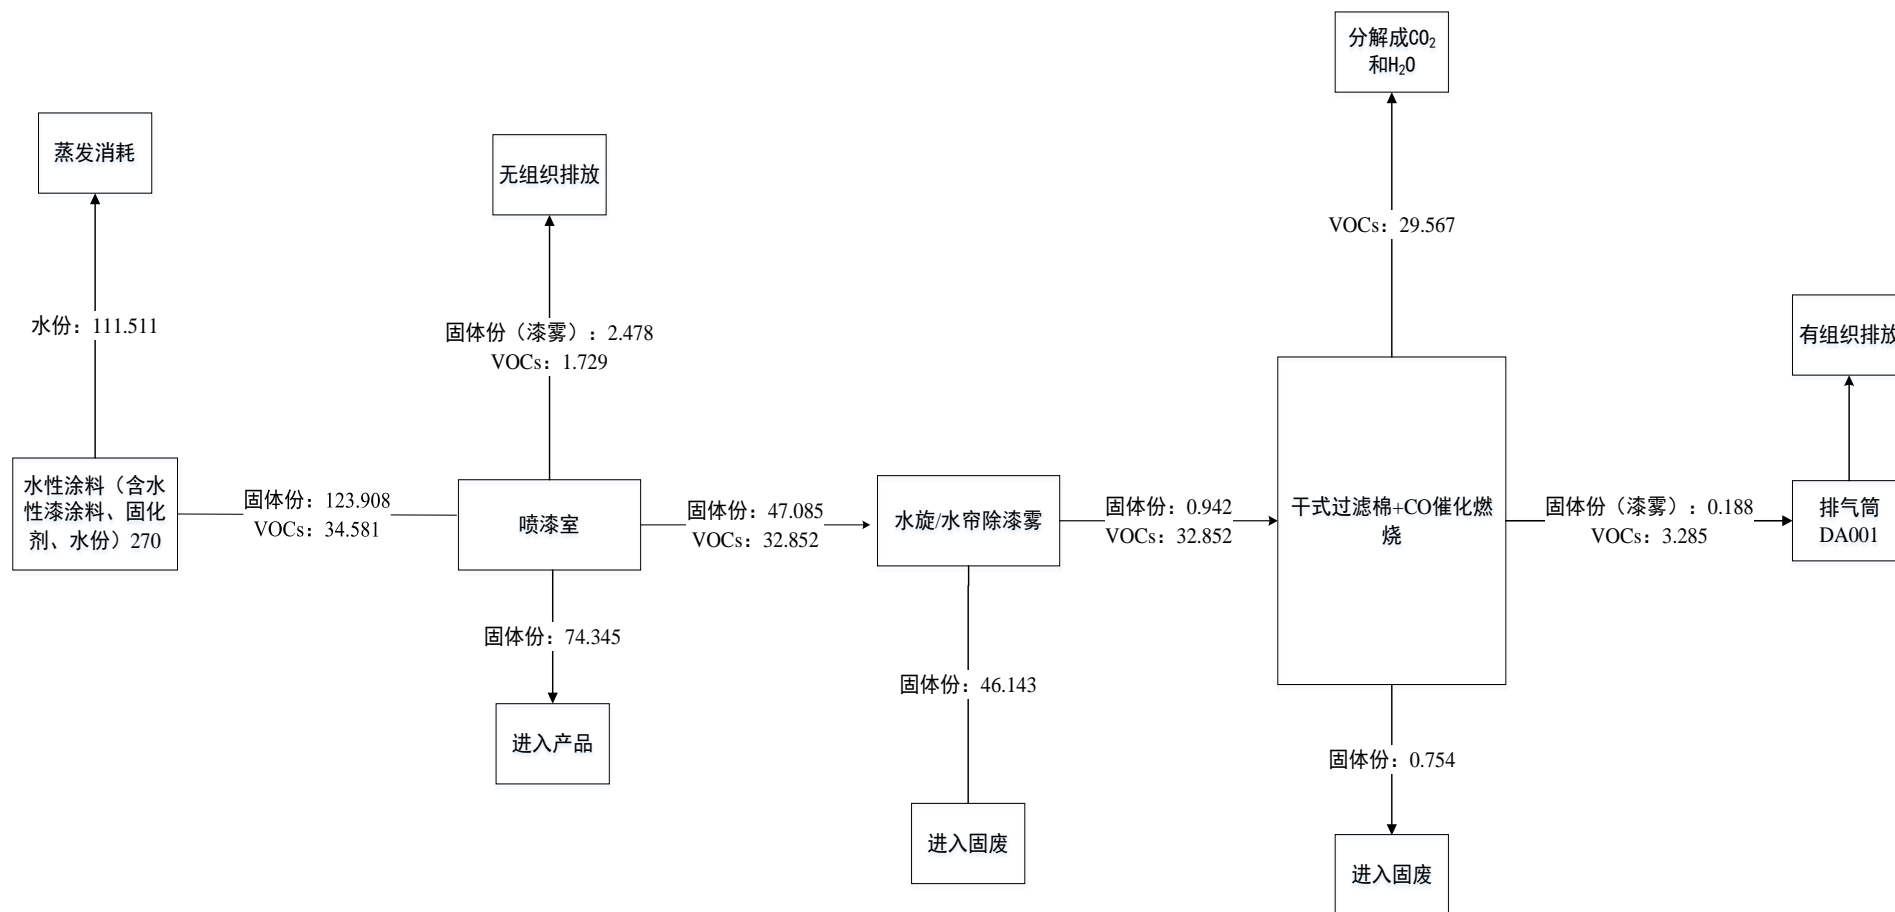 分解成CO₂
和H₂O
蒸发消耗
无组织排放
VOCs：29.567
水份：111.511
固体份（漆雾）：2.478
VOCs：1.729
有组织排放
水性涂料（含水
性漆涂料、固化
剂、水份）270
固体份：123.908
VOCs：34.581
喷漆室
固体份：47.085
VOCs：32.852
水旋/水帘除漆雾
固体份：0.942
VOCs：32.852
干式过滤棉+CO催化燃
烧
固体份（漆雾）：0.188
VOCs：3.285
排气筒
DA001
固体份：74.345
固体份：46.143
进入产品
固体份：0.754
进入固废
进入固废